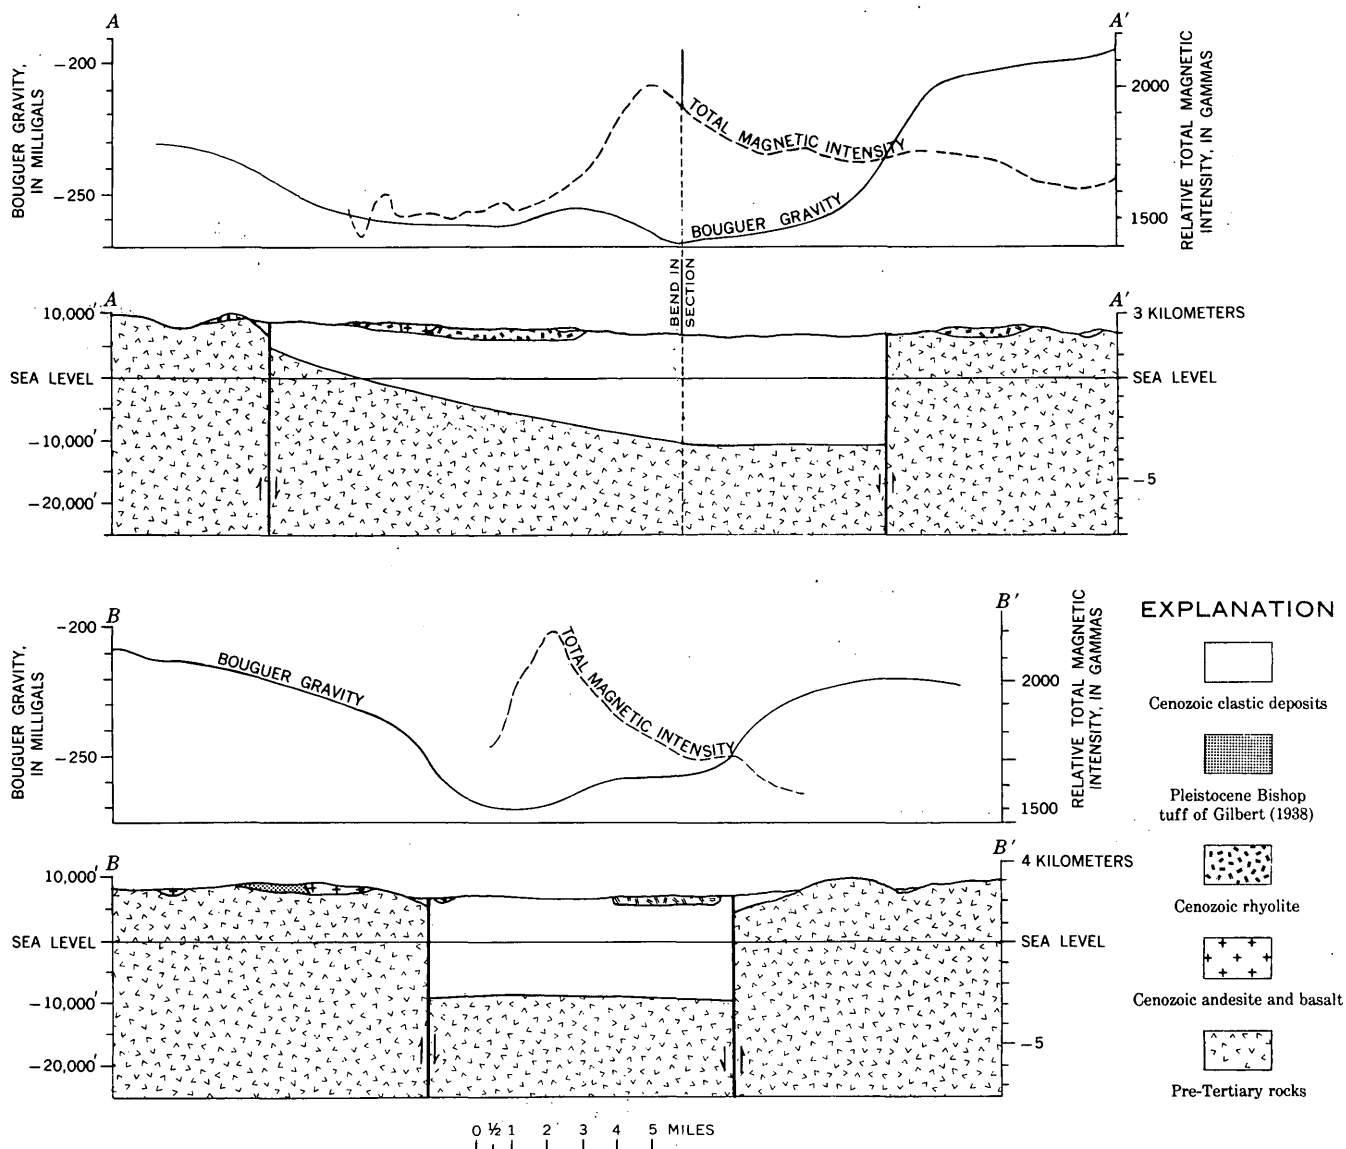 A
A'
BOUGUER GRAVITY,
IN MILLIGALS
−200
−250
2000
1500
RELATIVE TOTAL MAGNETIC
INTENSITY, IN GAMMAS
TOTAL MAGNETIC INTENSITY
BOUGUER GRAVITY
BEND IN
SECTION
A
A'
10,000'
SEA LEVEL
−10,000'
−20,000'
3 KILOMETERS
SEA LEVEL
−5
B
B'
BOUGUER GRAVITY,
IN MILLIGALS
−200
−250
2000
1500
RELATIVE TOTAL MAGNETIC
INTENSITY, IN GAMMAS
BOUGUER GRAVITY
TOTAL MAGNETIC INTENSITY
B
B'
10,000'
SEA LEVEL
−10,000'
−20,000'
4 KILOMETERS
SEA LEVEL
−5
0 ½ 1 2 3 4 5 MILES
EXPLANATION
Cenozoic clastic deposits
Pleistocene Bishop
tuff of Gilbert (1938)
Cenozoic rhyolite
Cenozoic andesite and basalt
Pre-Tertiary rocks